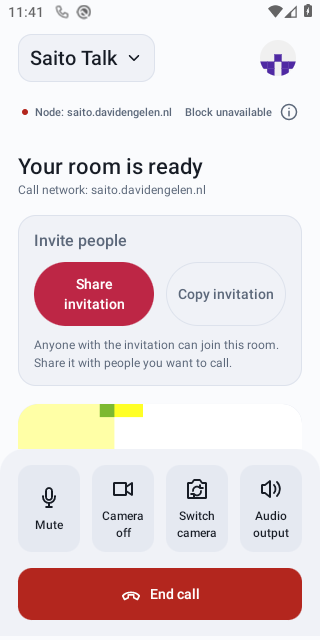 11:41
Saito Talk
Node: saito.davidengelen.nl Block unavailable
Your room is ready
Call network: saito.davidengelen.nl
Invite people
Share
invitation
Copy invitation
Anyone with the invitation can join this room.
Share it with people you want to call.
Mute
Camera
off
Switch
camera
Audio
output
End call